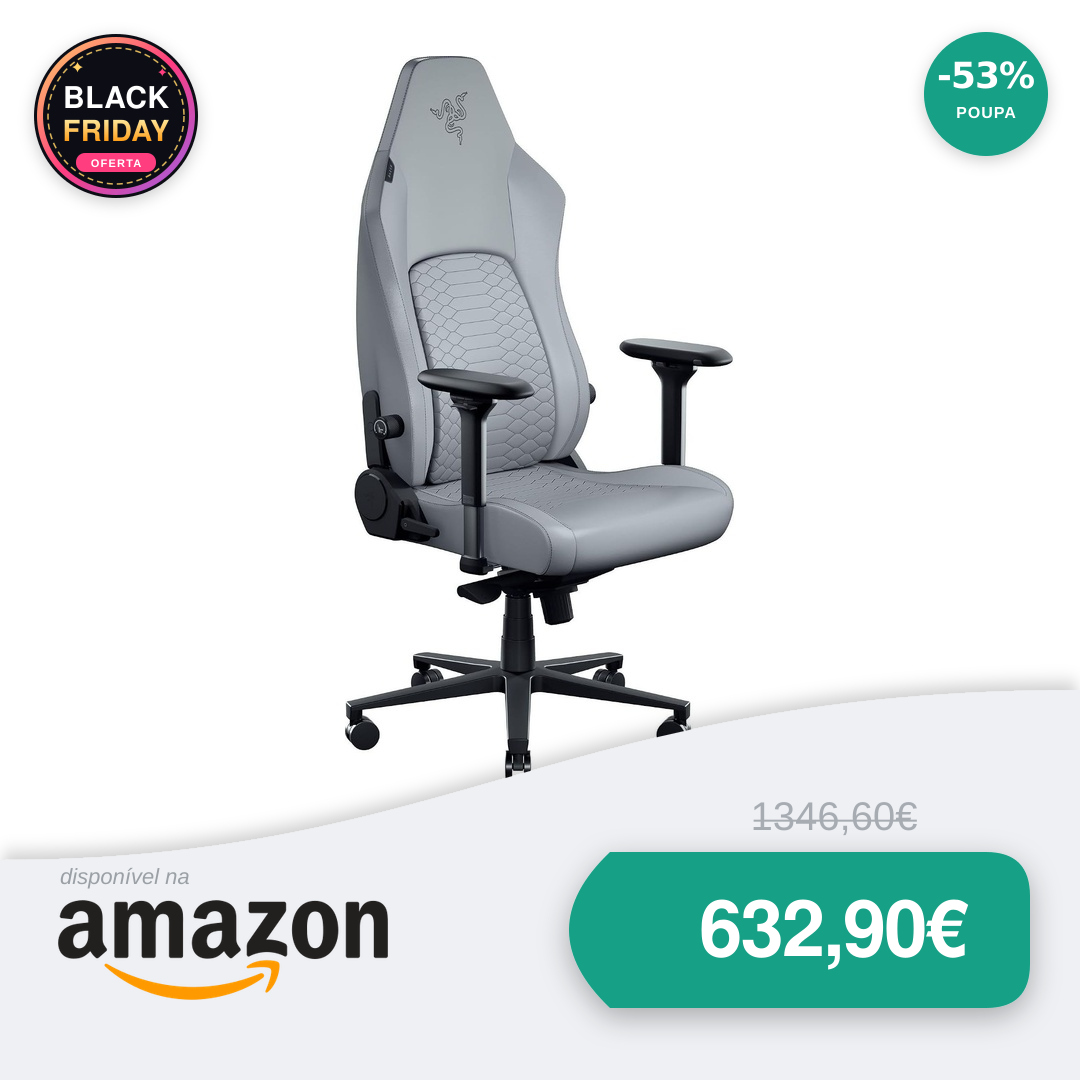 BLACK
FRIDAY
OFERTA
-53%
POUPA
1346,60€
disponível na
amazon
632,90€